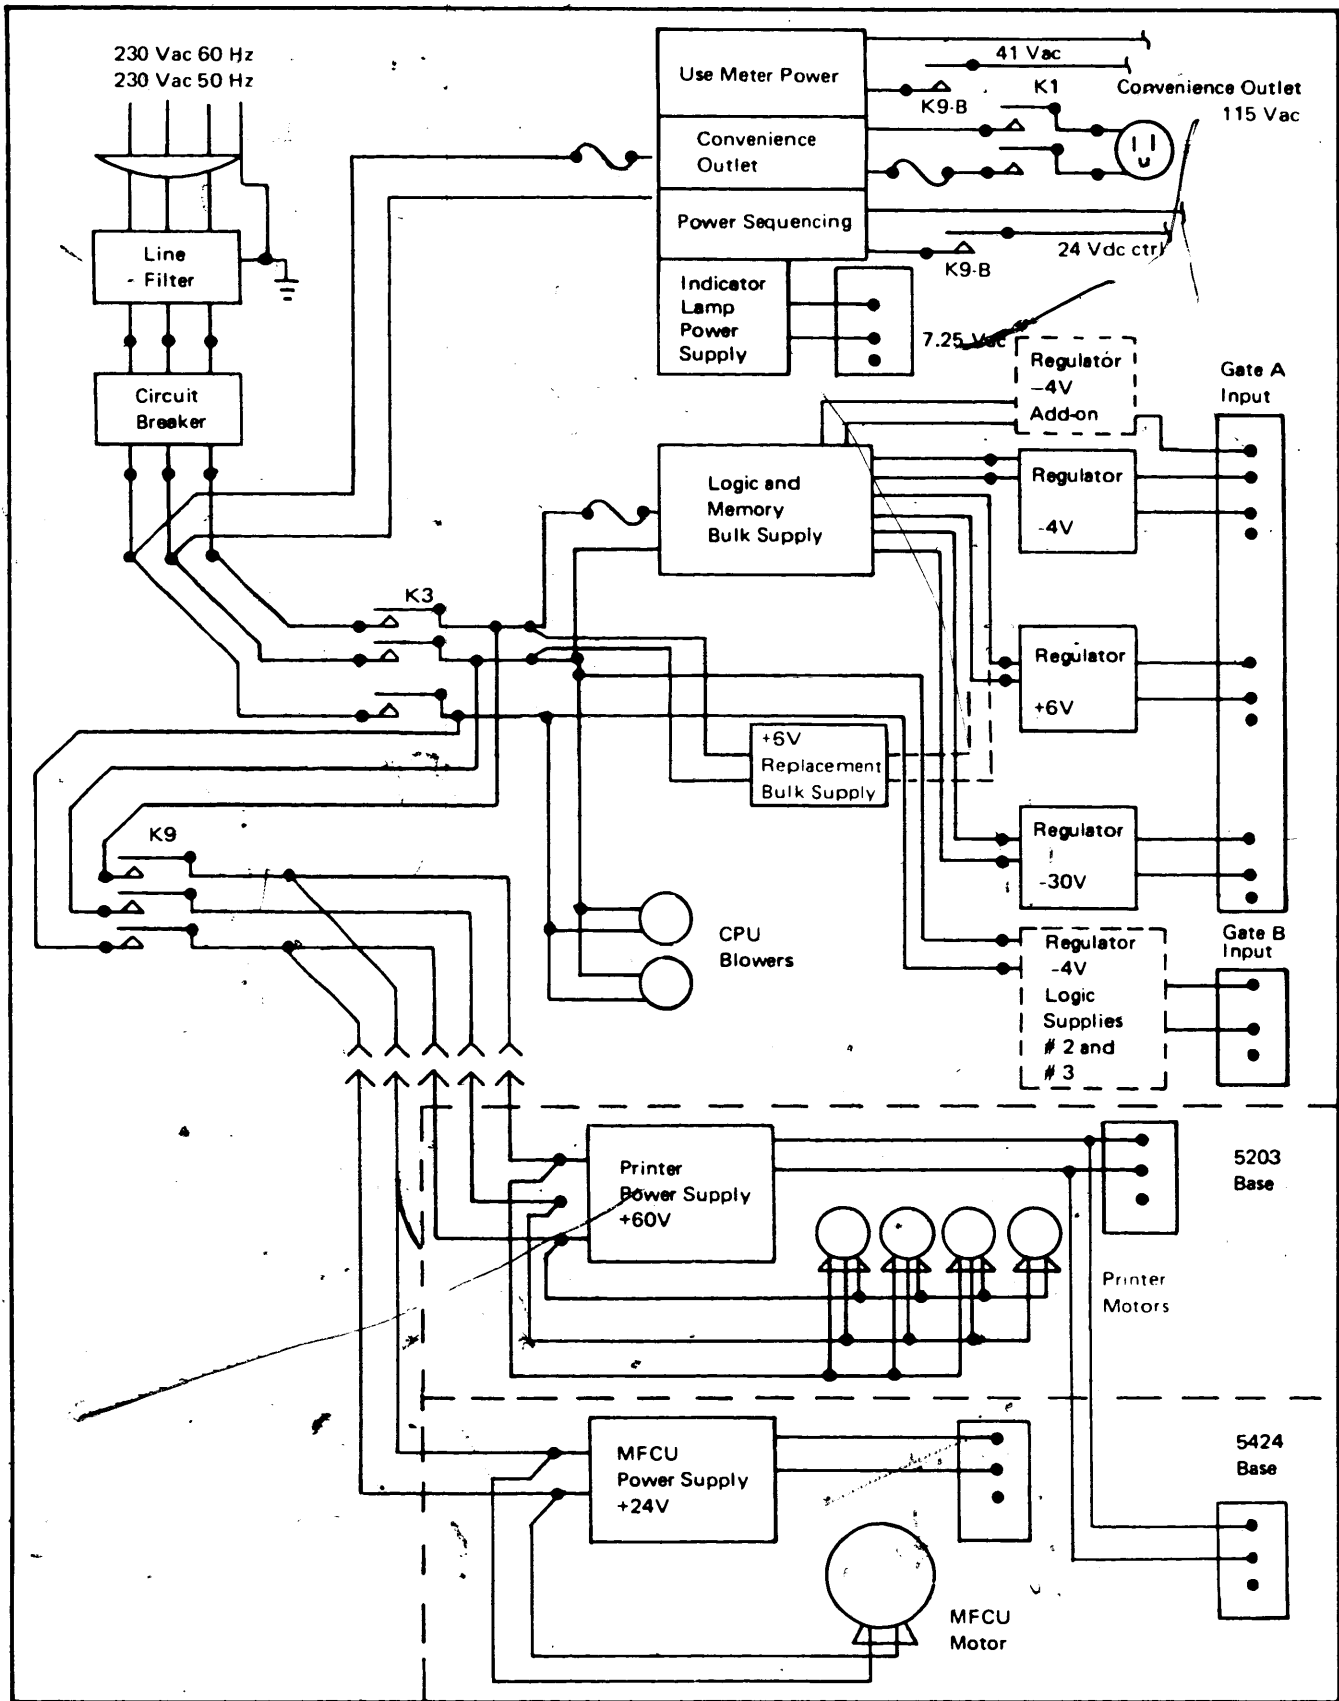 230 Vac 60 Hz
230 Vac 50 Hz
Line
Filter
Circuit
Breaker
Use Meter Power
Convenience
Outlet
Power Sequencing
Indicator
Lamp
Power
Supply
41 Vac
K9-B
K1
Convenience Outlet
115 Vac
24 Vdc ctrl
K9-B
7.25 Vac
Regulator
-4V
Add-on
Gate A
Input
Logic and
Memory
Bulk Supply
Regulator
-4V
K3
Regulator
+6V
+6V
Replacement
Bulk Supply
K9
Regulator
-30V
CPU
Blowers
Gate B
Input
Regulator
-4V
Logic
Supplies
# 2 and
# 3
Printer
Power Supply
+60V
5203
Base
Printer
Motors
MFCU
Power Supply
+24V
5424
Base
MFCU
Motor